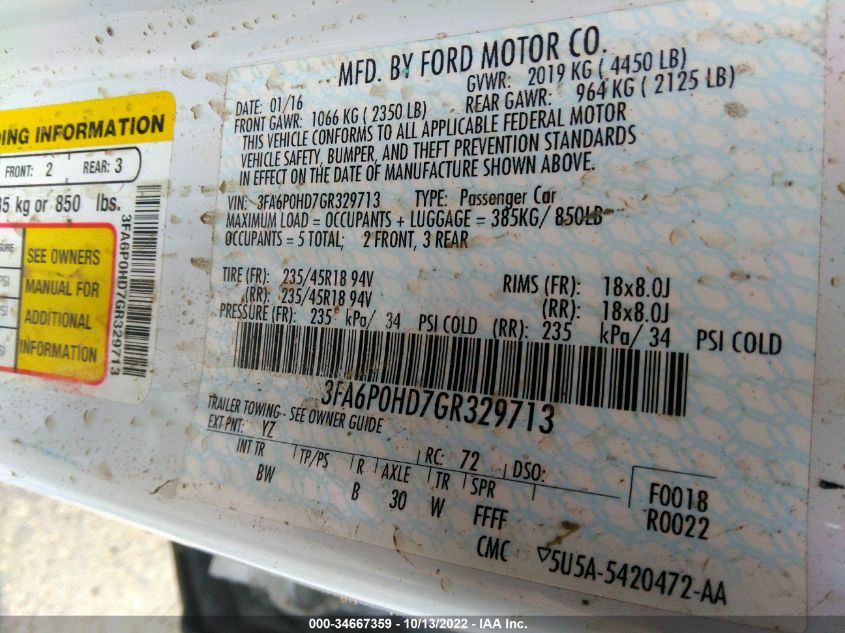 DING INFORMATION
FRONT: 2 REAR: 3
85 kg or 850 lbs.
SEE OWNERS
MANUAL FOR
ADDITIONAL
INFORMATION
3FA6P0HD7GR329713
MFD. BY FORD MOTOR CO.
DATE: 01/16 GVWR: 2019 KG ( 4450 LB)
FRONT GAWR: 1066 KG ( 2350 LB) REAR GAWR: 964 KG ( 2125 LB)
THIS VEHICLE CONFORMS TO ALL APPLICABLE FEDERAL MOTOR
VEHICLE SAFETY, BUMPER, AND THEFT PREVENTION STANDARDS
IN EFFECT ON THE DATE OF MANUFACTURE SHOWN ABOVE.
VIN: 3FA6P0HD7GR329713 TYPE: Passenger Car
MAXIMUM LOAD = OCCUPANTS + LUGGAGE = 385KG/ 850LB
OCCUPANTS = 5 TOTAL; 2 FRONT, 3 REAR
TIRE (FR): 235/45R18 94V RIMS (FR): 18x8.0J
(RR): 235/45R18 94V (RR): 18x8.0J
PRESSURE (FR): 235 kPa/ 34 PSI COLD (RR): 235 kPa/ 34 PSI COLD
3FA6P0HD7GR329713
TRAILER TOWING - SEE OWNER GUIDE
EXT PNT: YZ RC: 72 DSO:
INT TR TP/PS R AXLE TR SPR F0018
BW B 30 W FFFF R0022
CMC ▽5U5A-5420472-AA
000-34667359 - 10/13/2022 - IAA Inc.